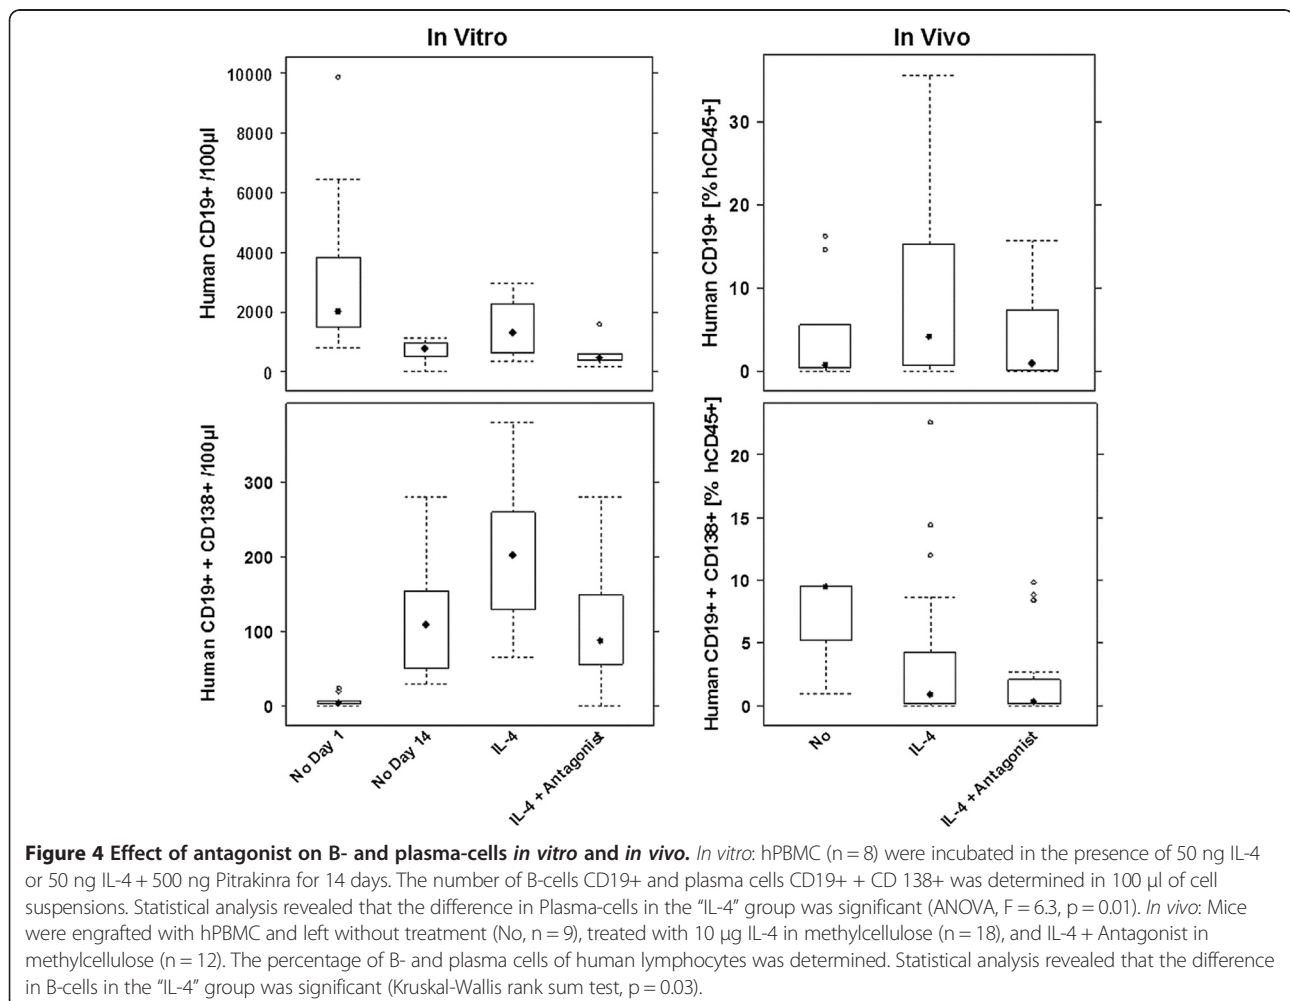 In Vitro
In Vivo
Human CD19+ /100µl
10000
8000
6000
4000
2000
0
Human CD19+ [% hCD45+]
30
20
10
0
Human CD19+ + CD138+ /100µl
300
200
100
0
Human CD19+ + CD138+ [% hCD45+]
20
15
10
5
0
No Day 1
No Day 14
IL-4
IL-4 + Antagonist
No
IL-4
IL-4 + Antagonist
Figure 4 Effect of antagonist on B- and plasma-cells in vitro and in vivo. In vitro: hPBMC (n = 8) were incubated in the presence of 50 ng IL-4
or 50 ng IL-4 + 500 ng Pitrakinra for 14 days. The number of B-cells CD19+ and plasma cells CD19+ + CD 138+ was determined in 100 µl of cell
suspensions. Statistical analysis revealed that the difference in Plasma-cells in the “IL-4” group was significant (ANOVA, F = 6.3, p = 0.01). In vivo: Mice
were engrafted with hPBMC and left without treatment (No, n = 9), treated with 10 µg IL-4 in methylcellulose (n = 18), and IL-4 + Antagonist in
methylcellulose (n = 12). The percentage of B- and plasma cells of human lymphocytes was determined. Statistical analysis revealed that the difference
in B-cells in the “IL-4” group was significant (Kruskal-Wallis rank sum test, p = 0.03).